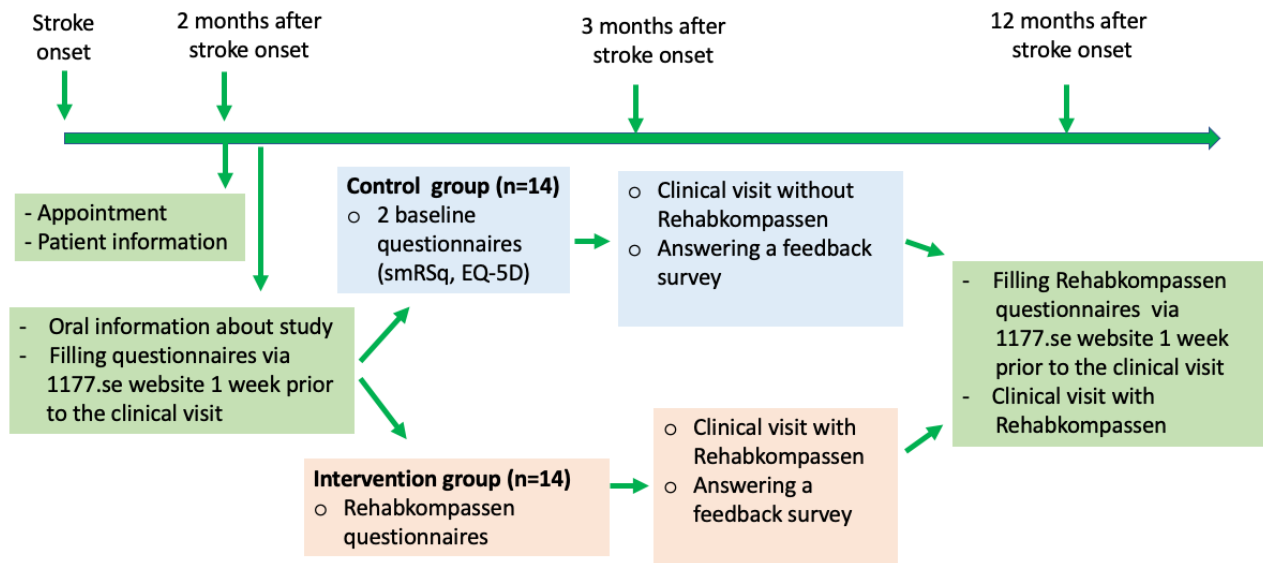 Stroke
onset
2 months after
stroke onset
3 months after
stroke onset
12 months after
stroke onset
- Appointment
- Patient information
- Oral information about study
- Filling questionnaires via
1177.se website 1 week prior
to the clinical visit
Control group (n=14)
o 2 baseline
questionnaires
(smRSq, EQ-5D)
o Clinical visit without
Rehabkompassen
o Answering a feedback
survey
Intervention group (n=14)
o Rehabkompassen
questionnaires
o Clinical visit with
Rehabkompassen
o Answering a
feedback survey
- Filling Rehabkompassen
questionnaires via
1177.se website 1 week
prior to the clinical visit
- Clinical visit with
Rehabkompassen